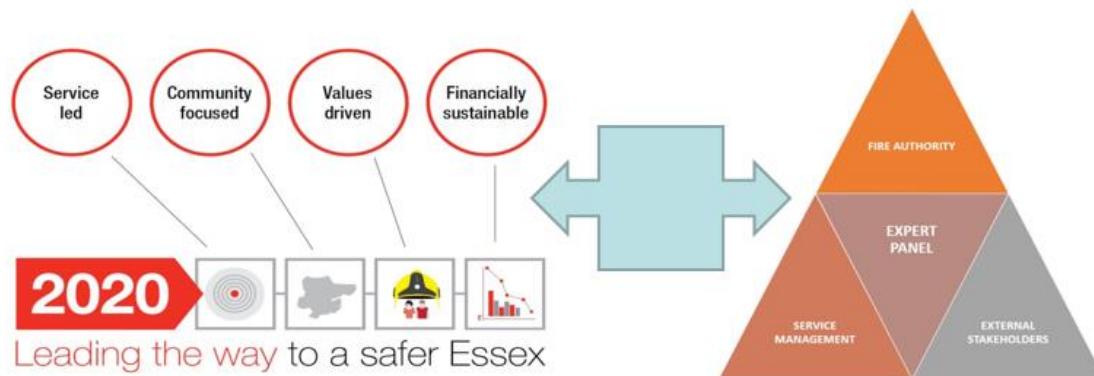 Service
led
Community
focused
Values
driven
Financially
sustainable
2020
Leading the way to a safer Essex
FIRE AUTHORITY
EXPERT
PANEL
SERVICE
MANAGEMENT
EXTERNAL
STAKEHOLDERS